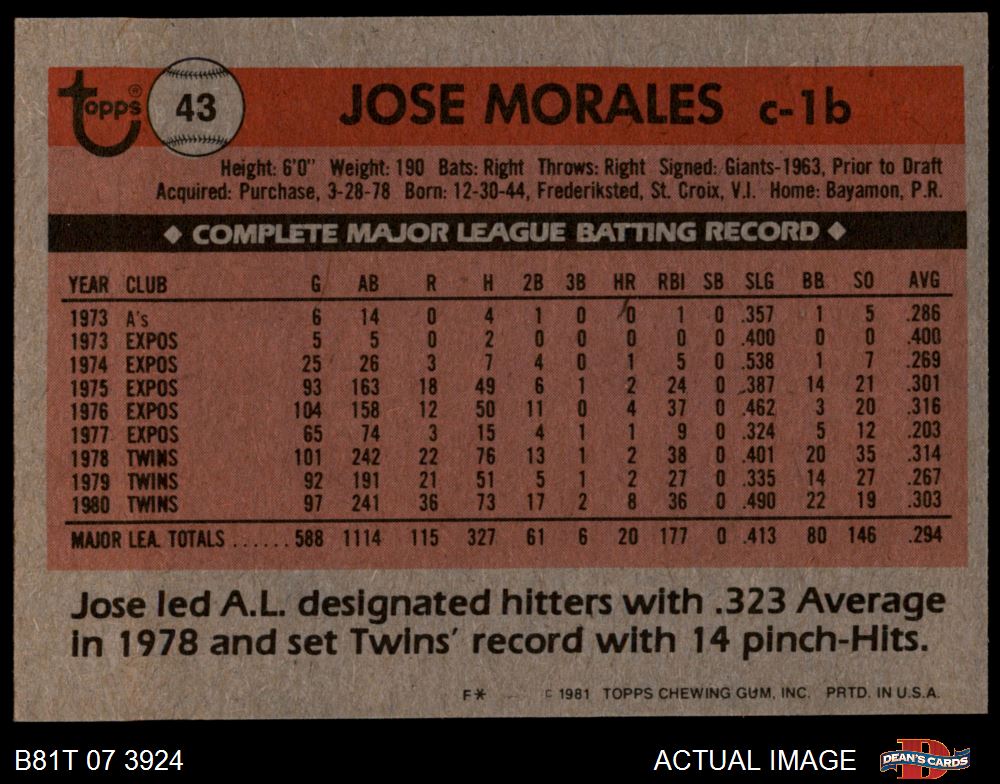 Topps®
43
JOSE MORALES c-1b
Height: 6'0" Weight: 190 Bats: Right Throws: Right Signed: Giants-1963, Prior to Draft
Acquired: Purchase, 3-28-78 Born: 12-30-44, Frederiksted, St. Croix, V.I. Home: Bayamon, P.R.
◆ COMPLETE MAJOR LEAGUE BATTING RECORD ◆
YEAR CLUB G AB R H 2B 3B HR RBI SB SLG BB SO AVG
1973 A's 6 14 0 4 1 0 0 1 0 .357 1 5 .286
1973 EXPOS 5 5 0 2 0 0 0 0 0 .400 0 0 .400
1974 EXPOS 25 26 3 7 4 0 1 5 0 .538 1 7 .269
1975 EXPOS 93 163 18 49 6 1 2 24 0 .387 14 21 .301
1976 EXPOS 104 158 12 50 11 0 4 37 0 .462 3 20 .316
1977 EXPOS 65 74 3 15 4 1 1 9 0 .324 5 12 .203
1978 TWINS 101 242 22 76 13 1 2 38 0 .401 20 35 .314
1979 TWINS 92 191 21 51 5 1 2 27 0 .335 14 27 .267
1980 TWINS 97 241 36 73 17 2 8 36 0 .490 22 19 .303
MAJOR LEA. TOTALS ......588 1114 115 327 61 6 20 177 0 .413 80 146 .294
Jose led A.L. designated hitters with .323 Average
in 1978 and set Twins' record with 14 pinch-Hits.
F* © 1981 TOPPS CHEWING GUM, INC. PRTD. IN U.S.A.
B81T 07 3924 ACTUAL IMAGE DEAN'S CARDS